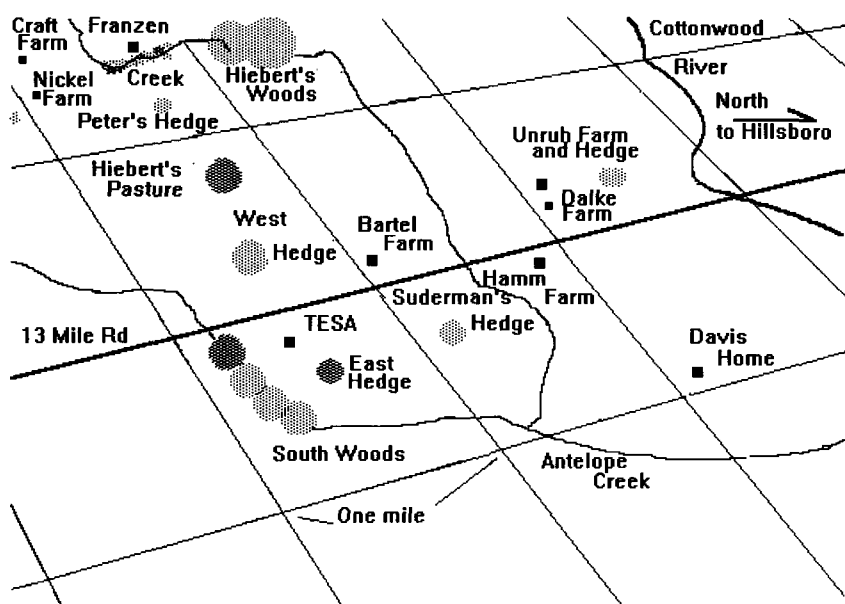 Craft
Farm
Franzen
Cottonwood
River
Nickel
Farm
Creek
Hiebert's
Woods
North
to Hillsboro
Peter's Hedge
Unruh Farm
and Hedge
Hiebert's
Pasture
Dalke
Farm
West
Hedge
Bartel
Farm
Hamm
Farm
Suderman's
Hedge
13 Mile Rd
TESA
East
Hedge
Davis
Home
South Woods
Antelope
Creek
One mile